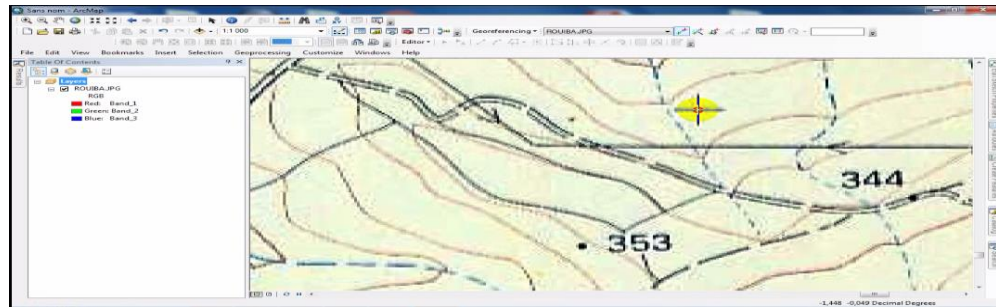 Sans nom - ArcMap
1:1 000
Georeferencing
ROUIBA.JPG
Editor
File Edit View Bookmarks Insert Selection Geoprocessing Customize Windows Help
Table Of Contents
Results
Layers
ROUIBA.JPG
RGB
Red: Band_1
Green: Band_2
Blue: Band_3
344
353
-1,448 -0,049 Decimal Degrees